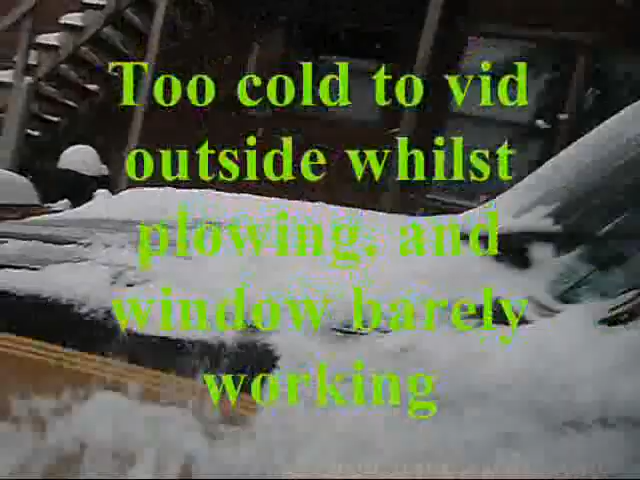 Too cold to vid
outside whilst
plowing, and
window barely
working